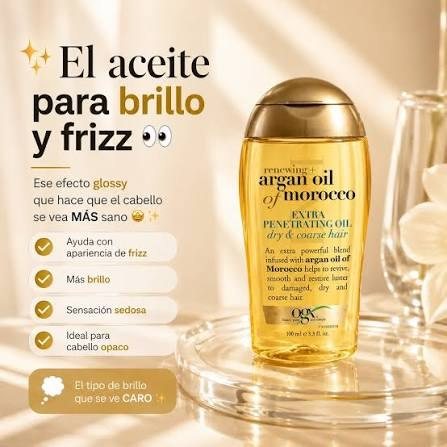 ✨ El aceite
para brillo
y frizz 👀
Ese efecto glossy
que hace que el cabello
se vea MÁS sano 🤩✨
Ayuda con
apariencia de frizz
Más brillo
Sensación sedosa
Ideal para
cabello opaco
El tipo de brillo
que se ve CARO ✨
renewing +
argan oil
of morocco
EXTRA
PENETRATING OIL
dry & coarse hair
An extra powerful blend
infused with argan oil of
Morocco helps to revive,
smooth and restore luster
to damaged, dry and
coarse hair.
ogx
100 ml e 3.3 fl. oz.